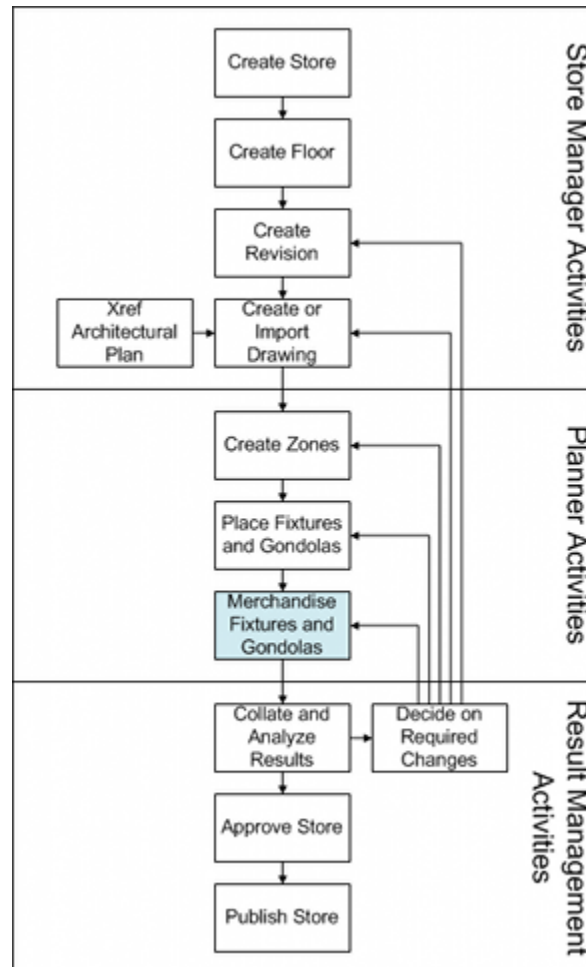 Create Store
Create Floor
Create
Revision
Xref
Architectural
Plan
Create or
Import
Drawing
Store Manager Activities
Create Zones
Place Fixtures
and Gondolas
Merchandise
Fixtures and
Gondolas
Planner Activities
Collate and
Analyze
Results
Decide on
Required
Changes
Approve Store
Publish Store
Result Management
Activities